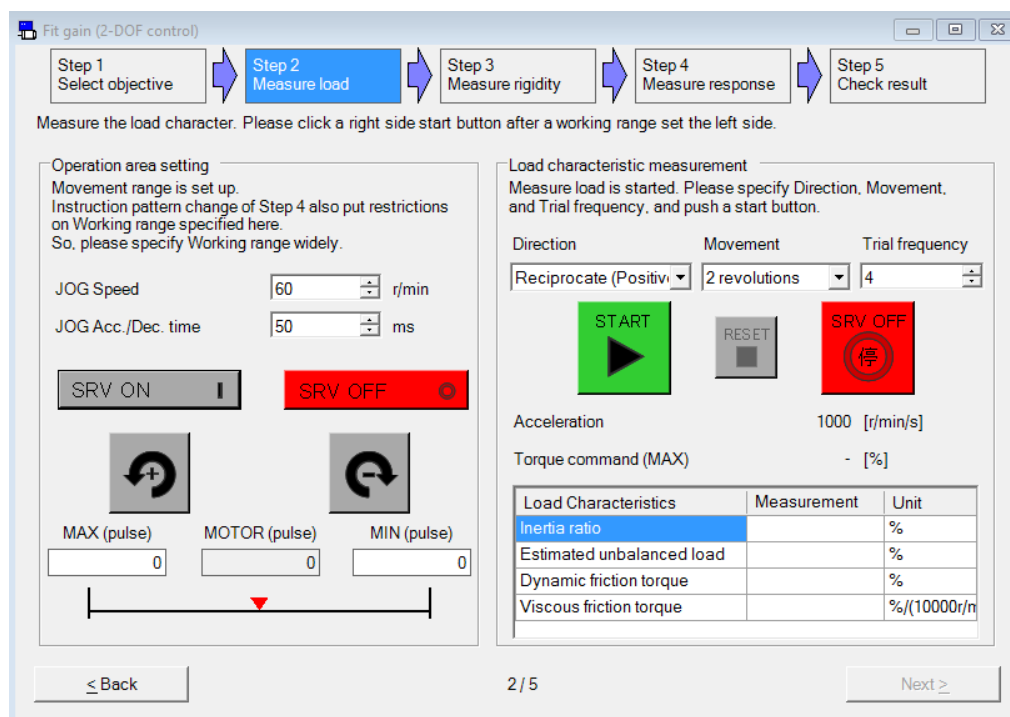 Fit gain (2-DOF control)
Step 1
Select objective
Step 2
Measure load
Step 3
Measure rigidity
Step 4
Measure response
Step 5
Check result
Measure the load character. Please click a right side start button after a working range set the left side.
Operation area setting
Movement range is set up.
Instruction pattern change of Step 4 also put restrictions
on Working range specified here.
So, please specify Working range widely.
JOG Speed 60 r/min
JOG Acc./Dec. time 50 ms
SRV ON SRV OFF
MAX (pulse) MOTOR (pulse) MIN (pulse)
0 0 0
Load characteristic measurement
Measure load is started. Please specify Direction, Movement,
and Trial frequency, and push a start button.
Direction Movement Trial frequency
Reciprocate (Positiv 2 revolutions 4
START RESET SRV OFF
停
Acceleration 1000 [r/min/s]
Torque command (MAX) - [%]
Load Characteristics Measurement Unit
Inertia ratio %
Estimated unbalanced load %
Dynamic friction torque %
Viscous friction torque %/(10000r/m
< Back 2 / 5 Next >